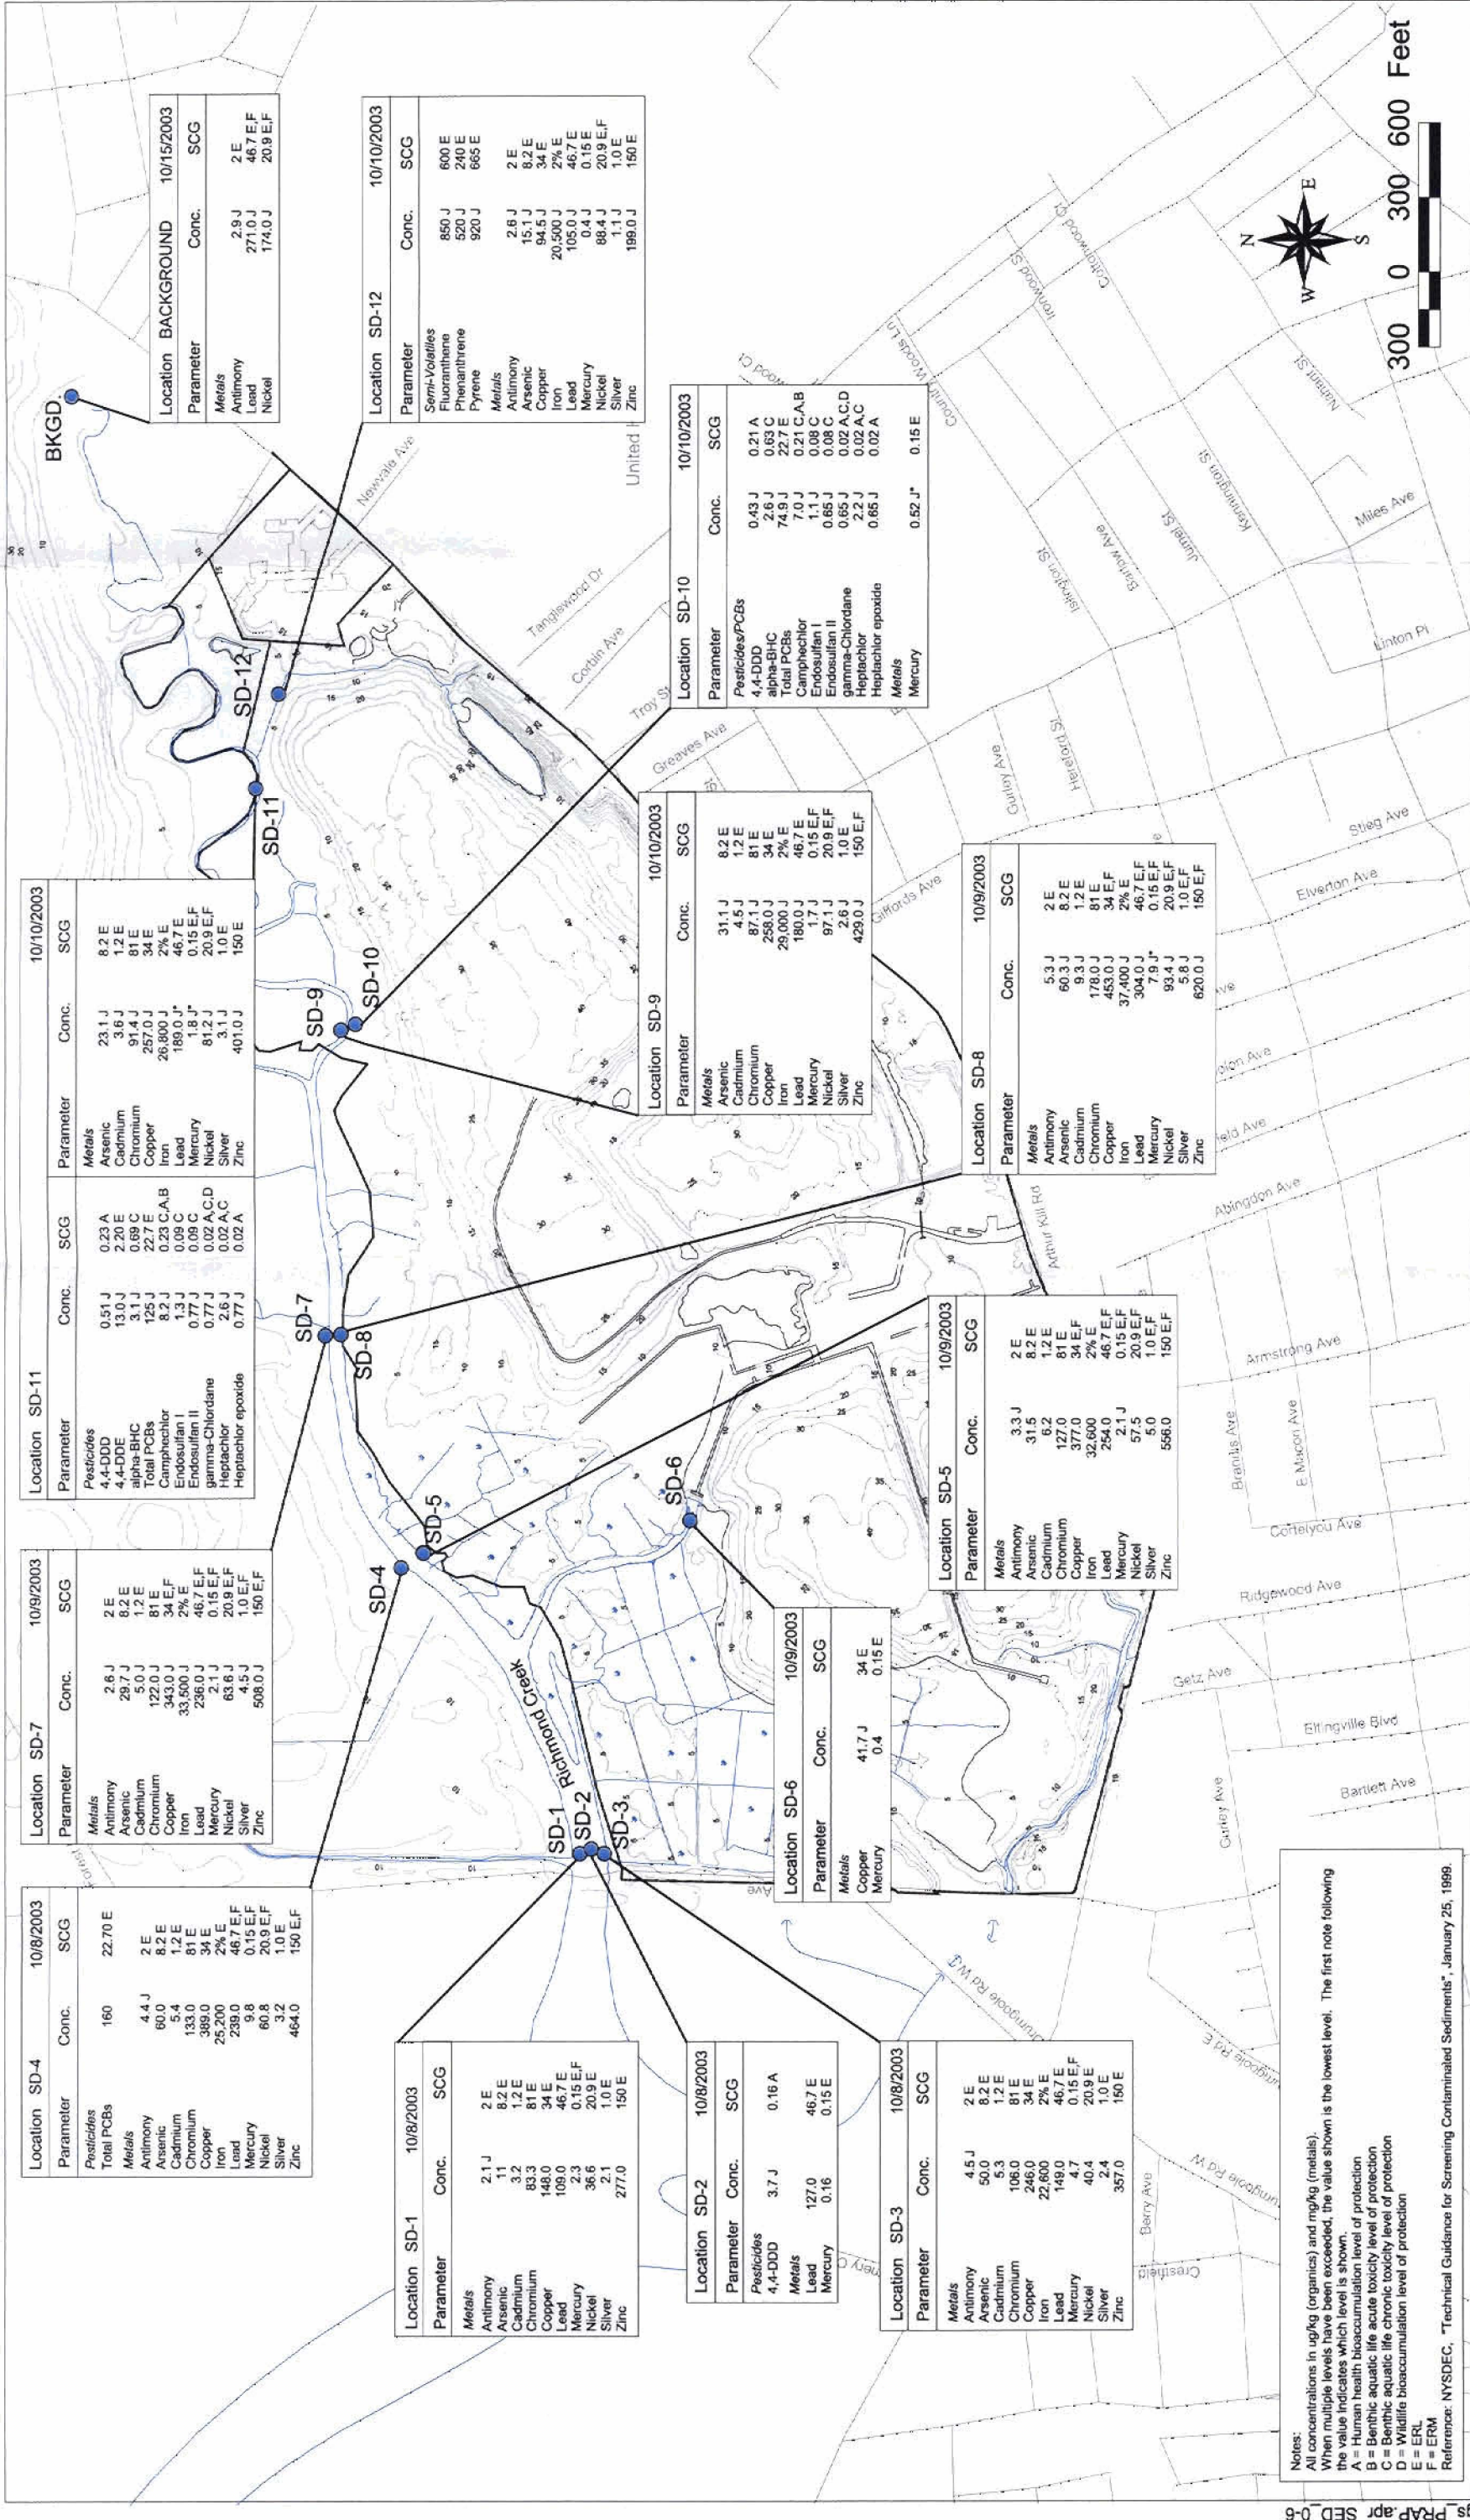 Location SD-4 10/8/2003
Parameter Conc. SCG
Pesticides
Total PCBs 160 22.70 E
Metals
Antimony 4.4 J 2 E
Arsenic 60.0 8.2 E
Cadmium 5.4 1.2 E
Chromium 133.0 81 E
Copper 389.0 34 E
Iron 25,200 2% E
Lead 239.0 46.7 E,F
Mercury 9.8 0.15 E,F
Nickel 60.8 20.9 E,F
Silver 3.2 1.0 E
Zinc 464.0 150 E,F
Location SD-7 10/9/2003
Parameter Conc. SCG
Metals
Antimony 2.6 J 2 E
Arsenic 29.7 J 8.2 E
Cadmium 5.0 J 1.2 E
Chromium 122.0 J 81 E
Copper 343.0 J 34 E,F
Iron 33,500 J 2% E
Lead 236.0 J 46.7 E,F
Mercury 2.1 J 0.15 E,F
Nickel 63.6 J 20.9 E,F
Silver 4.5 J 1.0 E,F
Zinc 508.0 J 150 E,F
Location SD-11 10/10/2003
Parameter Conc. SCG Parameter Conc. SCG
Pesticides Metals
4,4-DDD 0.51 J 0.23 A Arsenic 23.1 J 8.2 E
4,4-DDE 13.0 J 2.20 E Cadmium 3.6 J 1.2 E
alpha-BHC 3.1 J 0.69 C Chromium 91.4 J 81 E
Total PCBs 125 J 22.7 E Copper 257.0 J 34 E
Camphochlor 8.2 J 0.23 C,A,B Iron 26,800 J 2% E
Endosulfan I 1.3 J 0.09 C Lead 189.0 J* 46.7 E
Endosulfan II 0.77 J 0.09 C Mercury 1.8 J* 0.15 E,F
gamma-Chlordane 0.77 J 0.02 A,C,D Nickel 81.2 J 20.9 E,F
Heptachlor 2.6 J 0.02 A,C Silver 3.1 J 1.0 E
Heptachlor epoxide 0.77 J 0.02 A Zinc 401.0 J 150 E
BKGD.
Location BACKGROUND 10/15/2003
Parameter Conc. SCG
Metals
Antimony 2.9 J 2 E
Lead 271.0 J 46.7 E,F
Nickel 174.0 J 20.9 E,F
Location SD-12 10/10/2003
Parameter Conc. SCG
Semi-Volatiles
Fluoranthene 850 J 600 E
Phenanthrene 520 J 240 E
Pyrene 920 J 665 E
Metals
Antimony 2.6 J 2 E
Arsenic 15.1 J 8.2 E
Copper 94.5 J 34 E
Iron 20,500 J 2% E
Lead 105.0 J 46.7 E
Mercury 0.4 J 0.15 E
Nickel 88.4 J 20.9 E,F
Silver 1.1 J 1.0 E
Zinc 199.0 J 150 E
SD-12
SD-11
SD-9
SD-10
SD-7
SD-8
SD-4
SD-5
SD-6
SD-1
SD-2
SD-3
Richmond Creek
Location SD-1 10/8/2003
Parameter Conc. SCG
Metals
Antimony 2.1 J 2 E
Arsenic 11 8.2 E
Cadmium 3.2 1.2 E
Chromium 83.3 81 E
Copper 148.0 34 E
Lead 109.0 46.7 E
Mercury 2.3 0.15 E,F
Nickel 36.6 20.9 E
Silver 2.1 1.0 E
Zinc 277.0 150 E
Location SD-2 10/8/2003
Parameter Conc. SCG
Pesticides
4,4-DDD 3.7 J 0.16 A
Metals
Lead 127.0 46.7 E
Mercury 0.16 0.15 E
Location SD-3 10/8/2003
Parameter Conc. SCG
Metals
Antimony 4.5 J 2 E
Arsenic 50.0 8.2 E
Cadmium 5.3 1.2 E
Chromium 106.0 81 E
Copper 246.0 34 E
Iron 22,600 2% E
Lead 149.0 46.7 E
Mercury 4.7 0.15 E,F
Nickel 40.4 20.9 E
Silver 2.4 1.0 E
Zinc 357.0 150 E
Location SD-6 10/9/2003
Parameter Conc. SCG
Metals
Copper 41.7 J 34 E
Mercury 0.4 0.15 E
Location SD-5 10/9/2003
Parameter Conc. SCG
Metals
Antimony 3.3 J 2 E
Arsenic 31.5 8.2 E
Cadmium 6.2 1.2 E
Chromium 127.0 81 E
Copper 377.0 34 E,F
Iron 32,600 2% E
Lead 254.0 46.7 E,F
Mercury 2.1 J 0.15 E,F
Nickel 57.5 20.9 E,F
Silver 5.0 1.0 E,F
Zinc 556.0 150 E,F
Location SD-9 10/10/2003
Parameter Conc. SCG
Metals
Arsenic 31.1 J 8.2 E
Cadmium 4.5 J 1.2 E
Chromium 87.1 J 81 E
Copper 258.0 J 34 E
Iron 29,000 J 2% E
Lead 180.0 J 46.7 E
Mercury 1.7 J 0.15 E,F
Nickel 97.1 J 20.9 E,F
Silver 2.6 J 1.0 E
Zinc 429.0 J 150 E,F
Location SD-8 10/9/2003
Parameter Conc. SCG
Metals
Antimony 5.3 J 2 E
Arsenic 60.3 J 8.2 E
Cadmium 9.3 J 1.2 E
Chromium 178.0 J 81 E
Copper 453.0 J 34 E,F
Iron 37,400 J 2% E
Lead 304.0 J 46.7 E,F
Mercury 7.9 J* 0.15 E,F
Nickel 93.4 J 20.9 E,F
Silver 5.8 J 1.0 E,F
Zinc 620.0 J 150 E,F
Location SD-10 10/10/2003
Parameter Conc. SCG
Pesticides/PCBs
4,4-DDD 0.43 J 0.21 A
alpha-BHC 2.6 J 0.63 C
Total PCBs 74.9 J 22.7 E
Camphechlor 7.0 J 0.21 C,A,B
Endosulfan I 1.1 J 0.08 C
Endosulfan II 0.65 J 0.08 C
gamma-Chlordane 0.65 J 0.02 A,C,D
Heptachlor 2.2 J 0.02 A,C
Heptachlor epoxide 0.65 J 0.02 A
Metals
Mercury 0.52 J* 0.15 E
Newvale Ave
United
Tanglewood Dr
Corbin Ave
Troy St
Greaves Ave
Giffords Ave
wood Ct
Country Woods Ln
Ironwood St
Cottonwood Ct
Islington St
Barlow Ave
Jumel St
Kennington St
Nahant St
Miles Ave
Linton Pl
Gurley Ave
Hereford St
Stieg Ave
Elverton Ave
Abingdon Ave
Arthur Kill Rd
Armstrong Ave
Brandis Ave
E Macon Ave
Cortelyou Ave
Ridgewood Ave
Getz Ave
Eltingville Blvd
Bartlett Ave
Drumgoole Rd W
Berry Ave
Crestfield
N
W E
S
300 0 300 600 Feet
Notes:
All concentrations in ug/kg (organics) and mg/kg (metals).
When multiple levels have been exceeded, the value shown is the lowest level. The first note following
the value indicates which level is shown.
A = Human health bioaccumulation level of protection
B = Benthic aquatic life acute toxicity level of protection
C = Benthic aquatic life chronic toxicity level of protection
D = Wildlife bioaccumulation level of protection
E = ERL
F = ERM
Reference: NYSDEC, "Technical Guidance for Screening Contaminated Sediments", January 25, 1999.